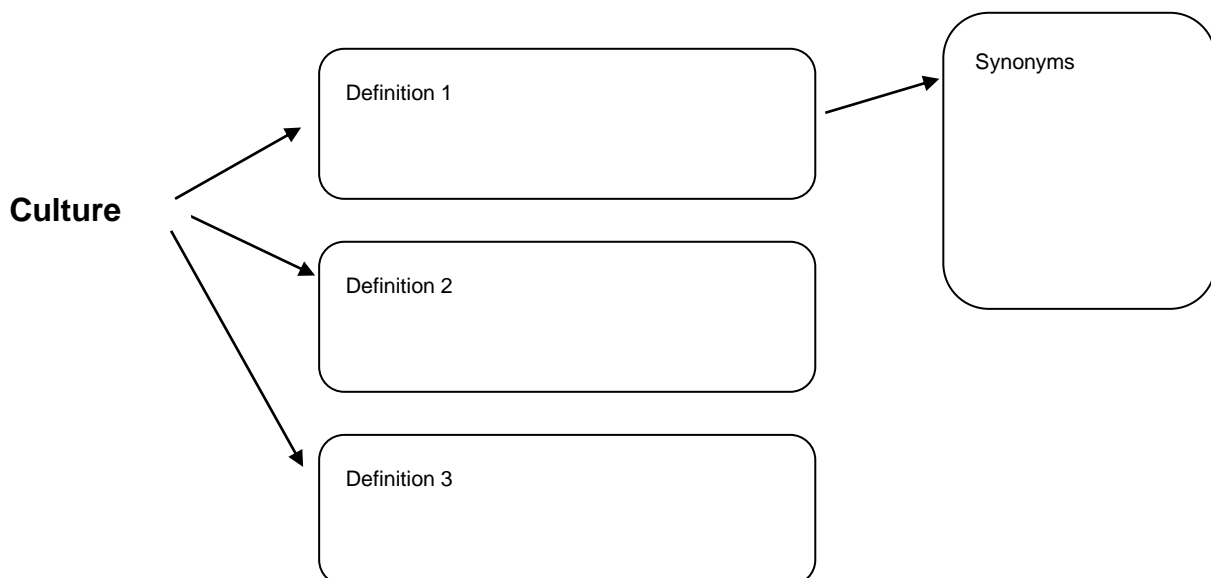 Culture
Definition 1
Definition 2
Definition 3
Synonyms